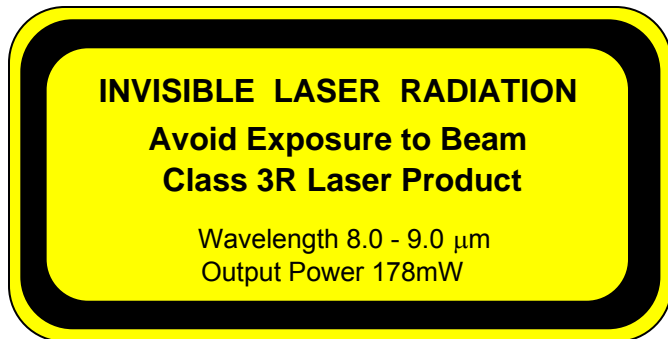 INVISIBLE LASER RADIATION
Avoid Exposure to Beam
Class 3R Laser Product
Wavelength 8.0 - 9.0 μm
Output Power 178mW